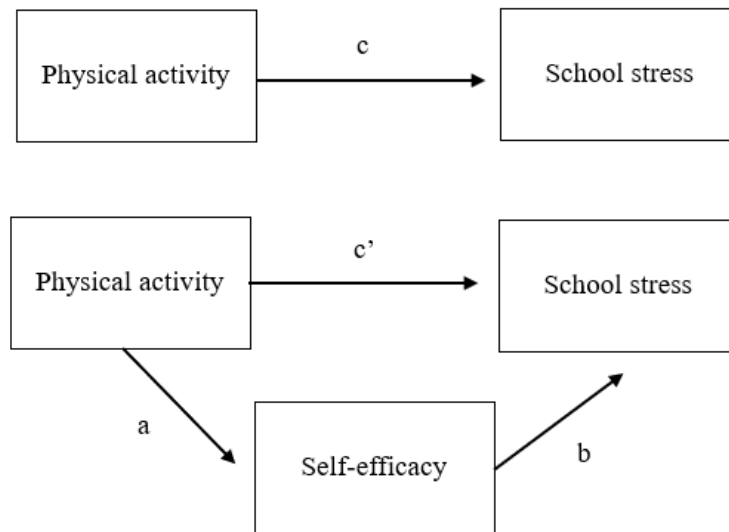 c
Physical activity
School stress
c’
Physical activity
School stress
a
Self-efficacy
b